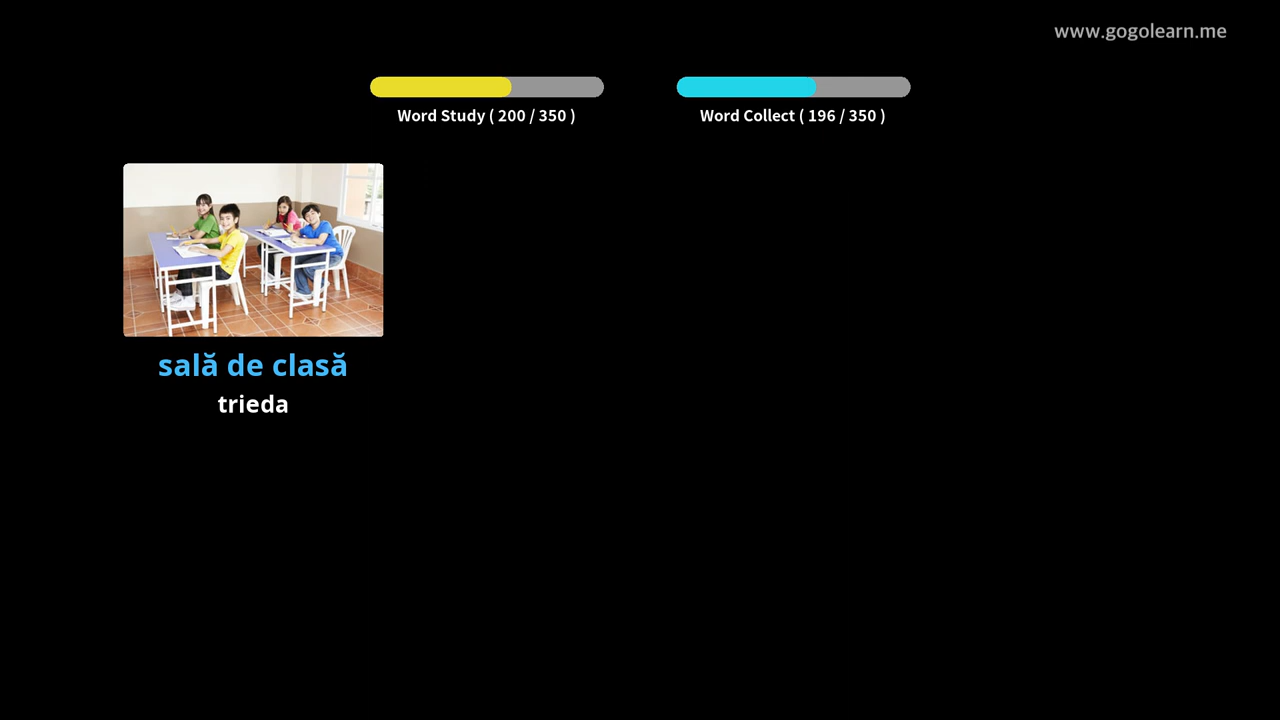 www.gogolearn.me
Word Study ( 200 / 350 )
Word Collect ( 196 / 350 )
sală de clasă
trieda